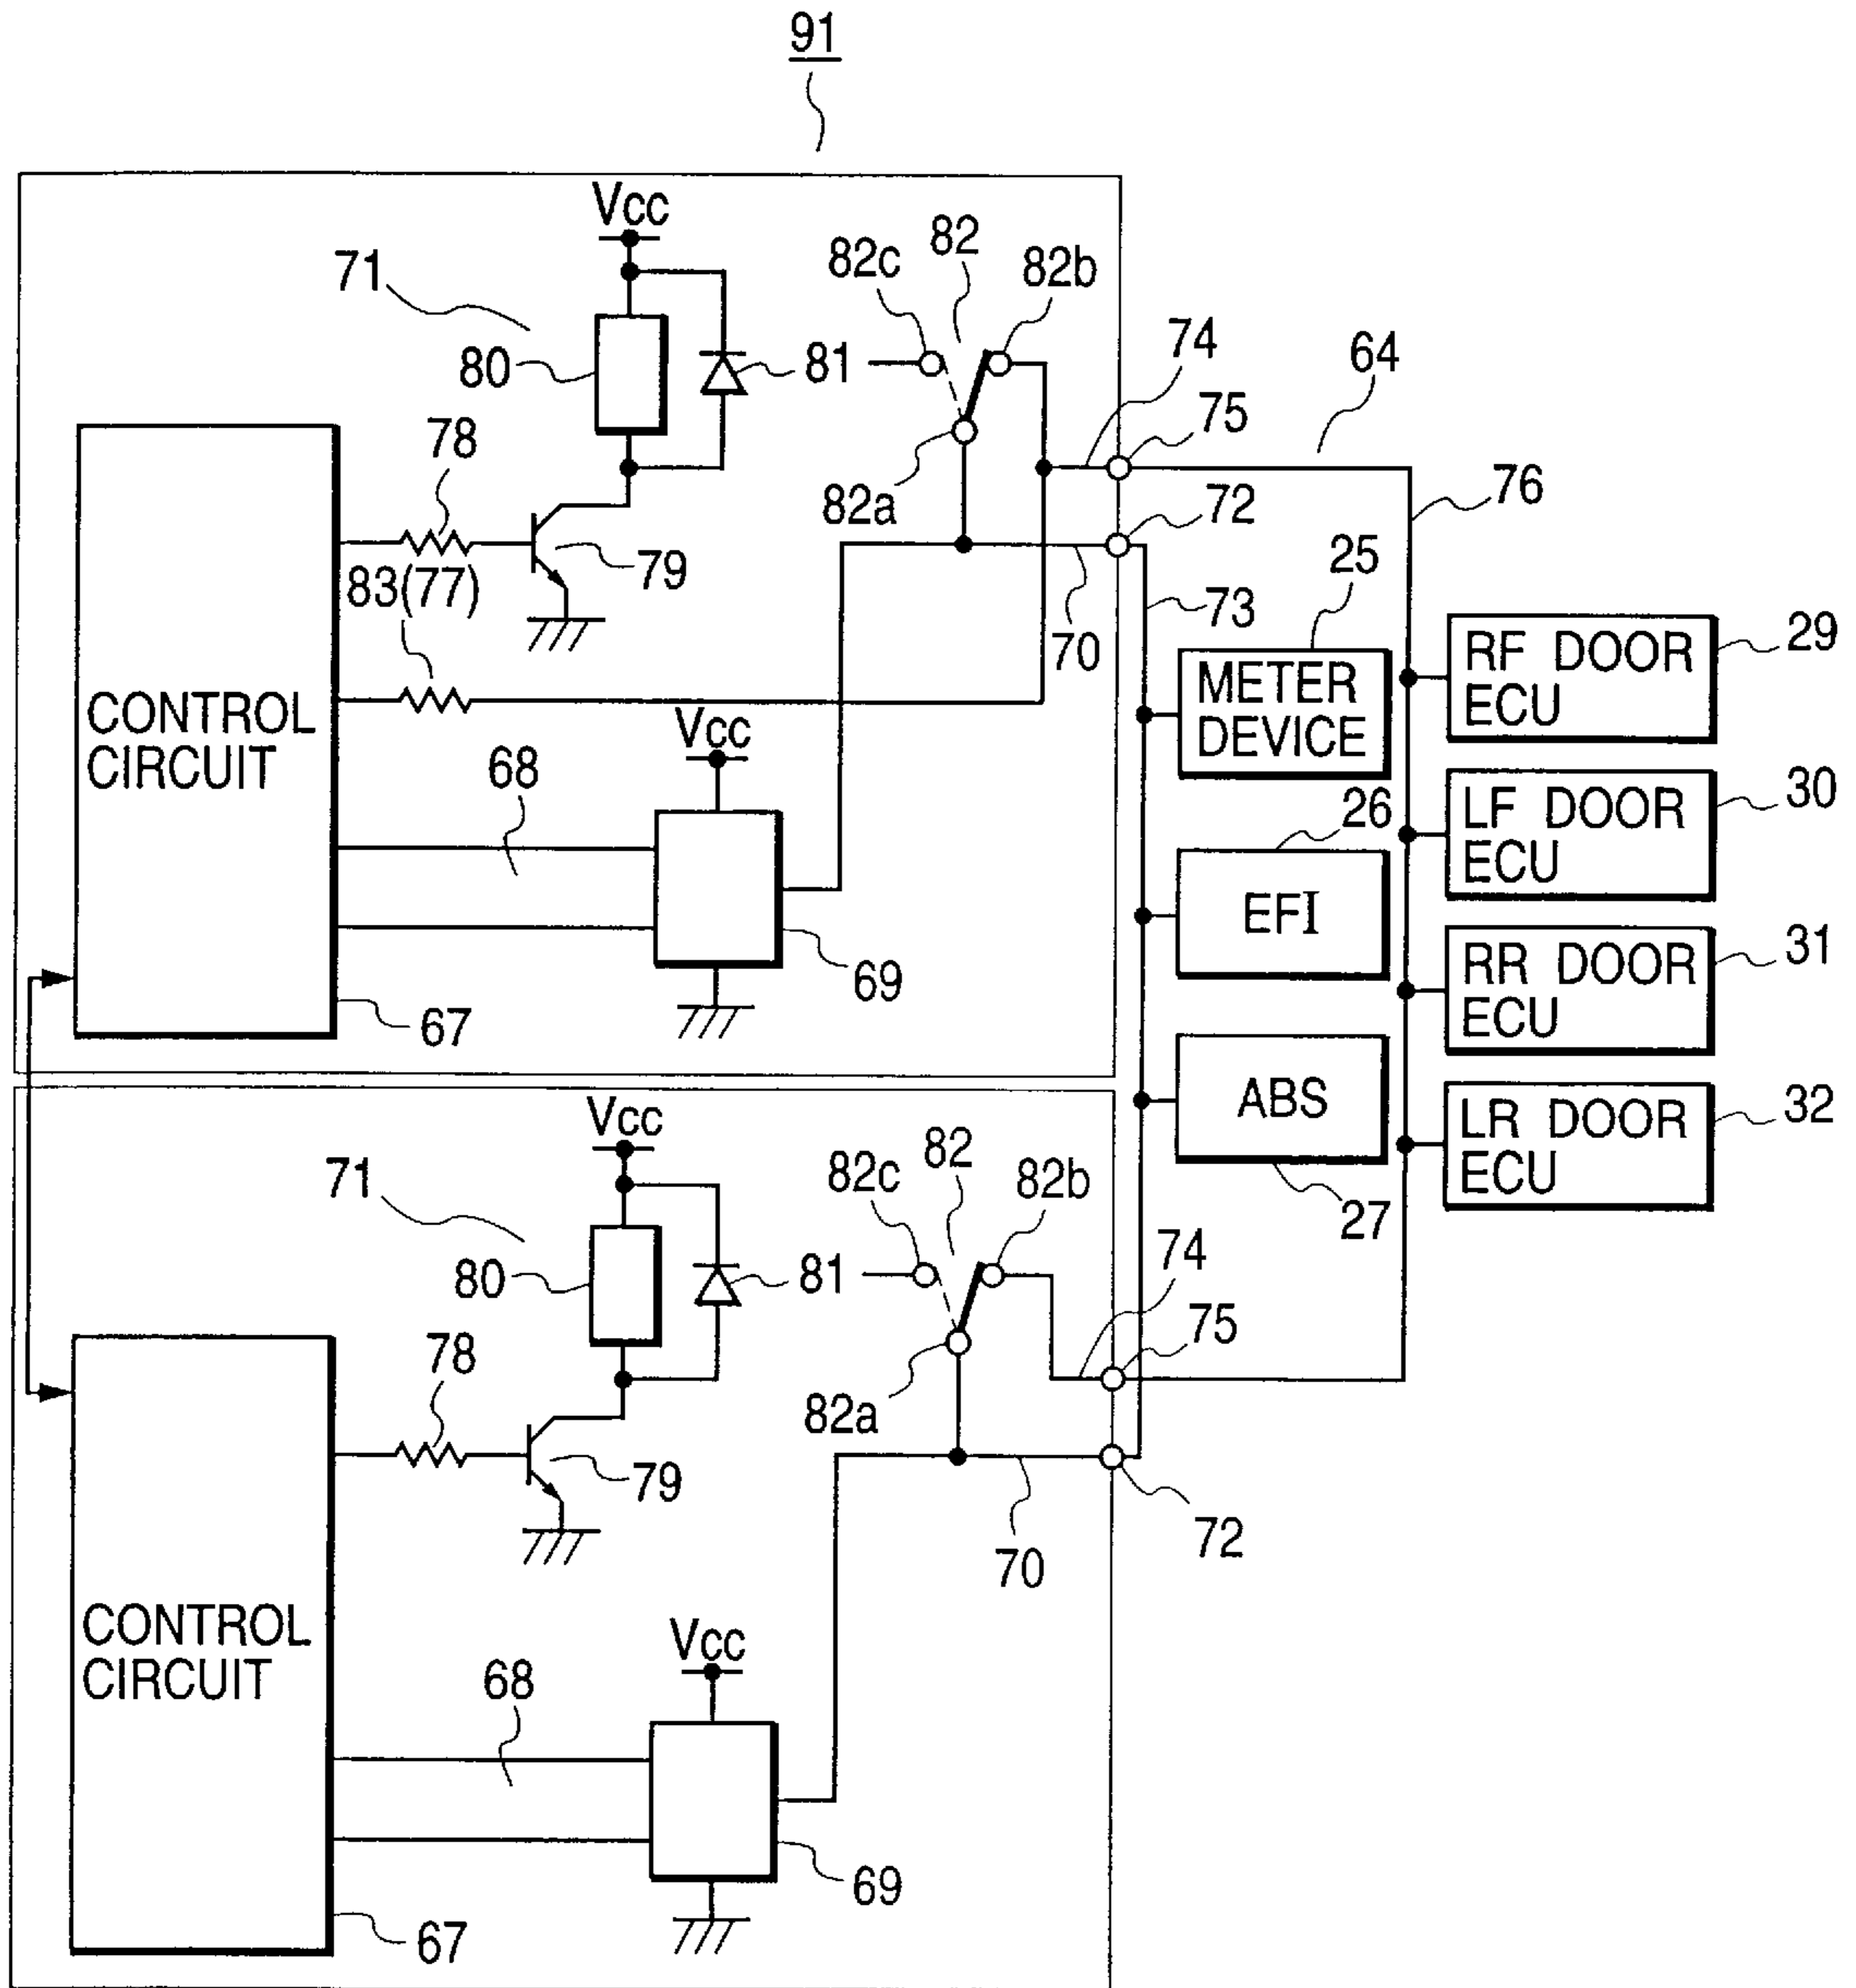 91
Vcc
71
82c
82
82b
80
81
74
64
78
75
82a
72
76
79
25
83(77)
73
70
METER
DEVICE
RF DOOR
ECU
29
CONTROL
CIRCUIT
Vcc
68
26
LF DOOR
ECU
30
EFI
69
RR DOOR
ECU
31
67
ABS
LR DOOR
ECU
32
Vcc
71
82c
82
82b
27
80
81
74
78
75
82a
79
72
70
CONTROL
CIRCUIT
Vcc
68
69
67